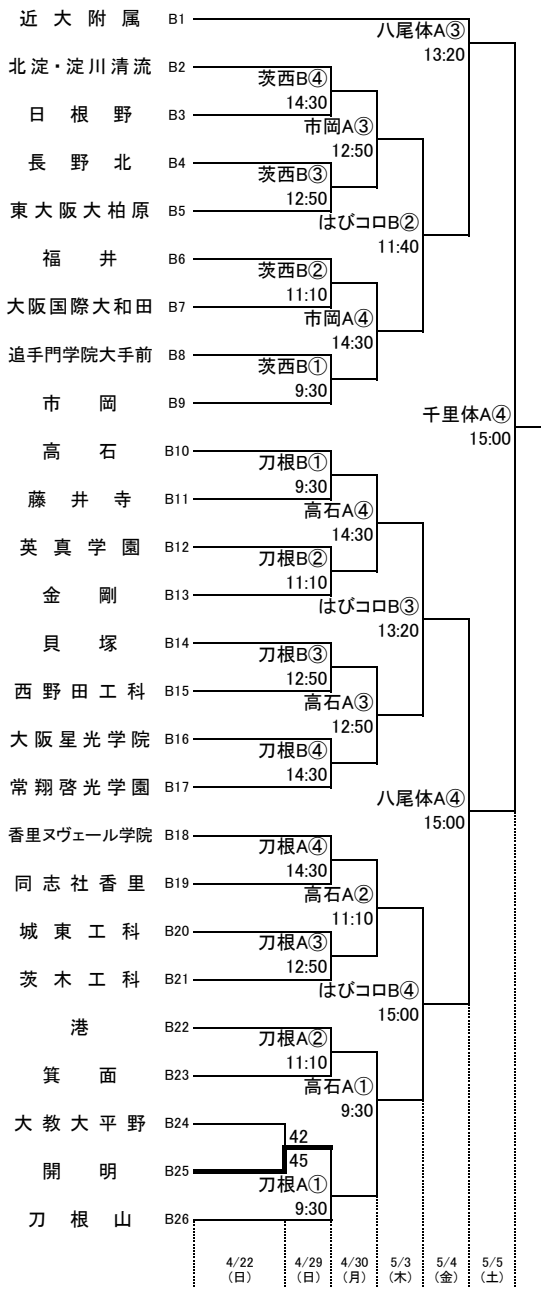 近大附属 B1
八尾体A③
13:20
北淀・淀川清流 B2
茨西B④
14:30
日根野 B3
市岡A③
12:50
長野北 B4
茨西B③
12:50
東大阪大柏原 B5
はびコロB②
11:40
福井 B6
茨西B②
11:10
大阪国際大和田 B7
市岡A④
14:30
追手門学院大手前 B8
茨西B①
9:30
市岡 B9
千里体A④
15:00
高石 B10
刀根B①
9:30
藤井寺 B11
高石A④
14:30
英真学園 B12
刀根B②
11:10
金剛 B13
はびコロB③
13:20
貝塚 B14
刀根B③
12:50
西野田工科 B15
高石A③
12:50
大阪星光学院 B16
刀根B④
14:30
常翔啓光学園 B17
八尾体A④
15:00
香里ヌヴェール学院 B18
刀根A④
14:30
同志社香里 B19
高石A②
11:10
城東工科 B20
刀根A③
12:50
茨木工科 B21
はびコロB④
15:00
港 B22
刀根A②
11:10
箕面 B23
高石A①
9:30
大教大平野 B24
42
45
開明 B25
刀根A①
9:30
刀根山 B26
4/22 4/29 4/30 5/3 5/4 5/5
(日) (日) (月) (木) (金) (土)